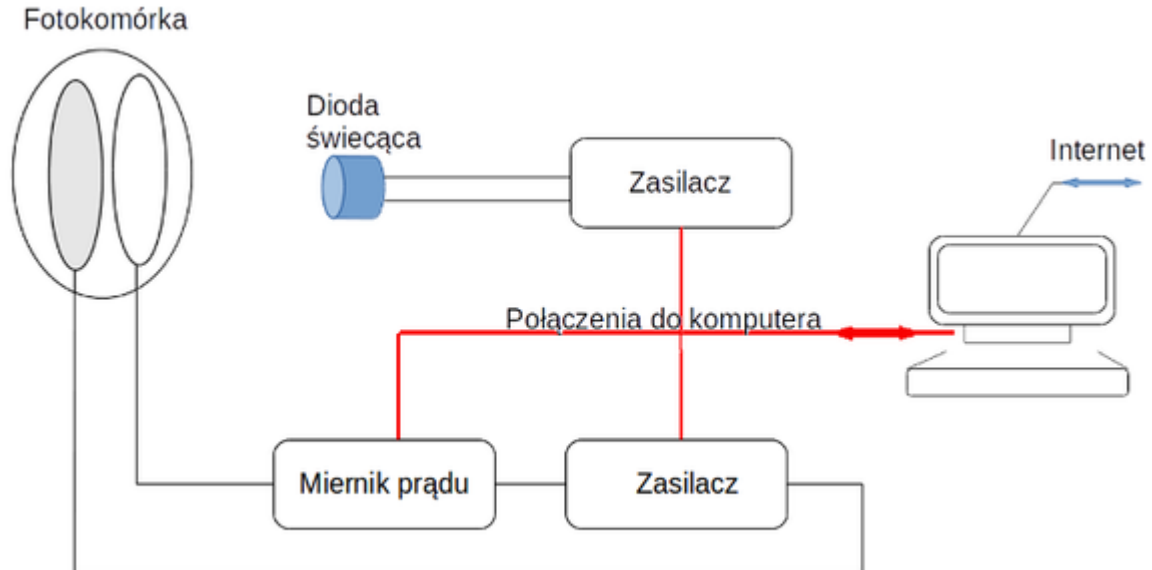 Fotokomórka
Dioda
świecąca
Zasilacz
Internet
Połączenia do komputera
Miernik prądu
Zasilacz